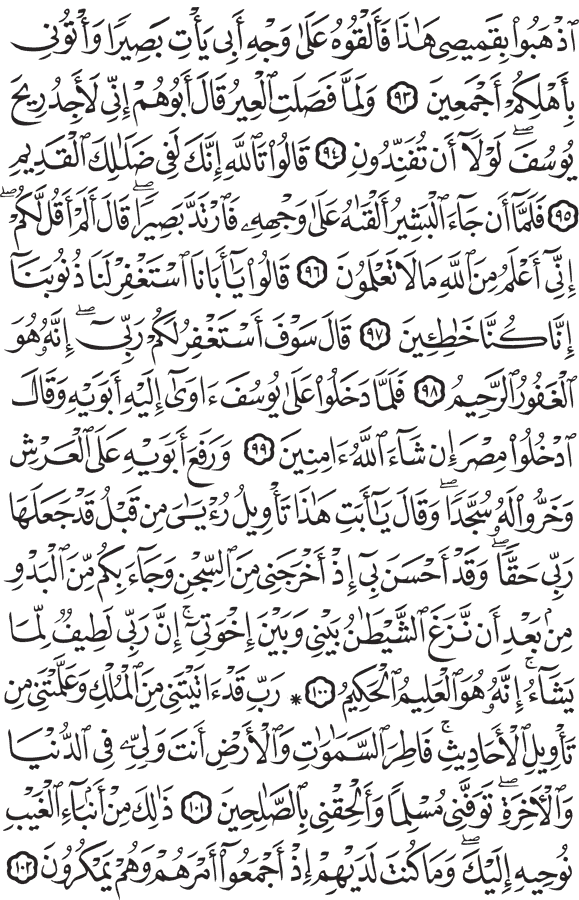 ٱذۡهَبُواْ بِقَمِيصِي هَٰذَا فَأَلۡقُوهُ عَلَىٰ وَجۡهِ أَبِي يَأۡتِ بَصِيرٗا وَأۡتُونِي
بِأَهۡلِكُمۡ أَجۡمَعِينَ ٩٣ وَلَمَّا فَصَلَتِ ٱلۡعِيرُ قَالَ أَبُوهُمۡ إِنِّي لَأَجِدُ رِيحَ
يُوسُفَۖ لَوۡلَآ أَن تُفَنِّدُونِ ٩٤ قَالُواْ تَٱللَّهِ إِنَّكَ لَفِي ضَلَٰلِكَ ٱلۡقَدِيمِ
٩٥ فَلَمَّآ أَن جَآءَ ٱلۡبَشِيرُ أَلۡقَىٰهُ عَلَىٰ وَجۡهِهِۦ فَٱرۡتَدَّ بَصِيرٗاۖ قَالَ أَلَمۡ أَقُل لَّكُمۡۖ
إِنِّيٓ أَعۡلَمُ مِنَ ٱللَّهِ مَا لَا تَعۡلَمُونَ ٩٦ قَالُواْ يَٰٓأَبَانَا ٱسۡتَغۡفِرۡ لَنَا ذُنُوبَنَآ
إِنَّا كُنَّا خَٰطِـِٔينَ ٩٧ قَالَ سَوۡفَ أَسۡتَغۡفِرُ لَكُمۡ رَبِّيٓۖ إِنَّهُۥ هُوَ
ٱلۡغَفُورُ ٱلرَّحِيمُ ٩٨ فَلَمَّا دَخَلُواْ عَلَىٰ يُوسُفَ ءَاوَىٰٓ إِلَيۡهِ أَبَوَيۡهِ وَقَالَ
ٱدۡخُلُواْ مِصۡرَ إِن شَآءَ ٱللَّهُ ءَامِنِينَ ٩٩ وَرَفَعَ أَبَوَيۡهِ عَلَى ٱلۡعَرۡشِ
وَخَرُّواْ لَهُۥ سُجَّدٗاۖ وَقَالَ يَٰٓأَبَتِ هَٰذَا تَأۡوِيلُ رُءۡيَٰيَ مِن قَبۡلُ قَدۡ جَعَلَهَا
رَبِّي حَقّٗاۖ وَقَدۡ أَحۡسَنَ بِيٓ إِذۡ أَخۡرَجَنِي مِنَ ٱلسِّجۡنِ وَجَآءَ بِكُم مِّنَ ٱلۡبَدۡوِ
مِنۢ بَعۡدِ أَن نَّزَغَ ٱلشَّيۡطَٰنُ بَيۡنِي وَبَيۡنَ إِخۡوَتِيٓۚ إِنَّ رَبِّي لَطِيفٞ لِّمَا
يَشَآءُۚ إِنَّهُۥ هُوَ ٱلۡعَلِيمُ ٱلۡحَكِيمُ ١٠٠ * رَبِّ قَدۡ ءَاتَيۡتَنِي مِنَ ٱلۡمُلۡكِ وَعَلَّمۡتَنِي مِن
تَأۡوِيلِ ٱلۡأَحَادِيثِۚ فَاطِرَ ٱلسَّمَٰوَٰتِ وَٱلۡأَرۡضِ أَنتَ وَلِيِّۦ فِي ٱلدُّنۡيَا
وَٱلۡأٓخِرَةِۖ تَوَفَّنِي مُسۡلِمٗا وَأَلۡحِقۡنِي بِٱلصَّٰلِحِينَ ١٠١ ذَٰلِكَ مِنۡ أَنۢبَآءِ ٱلۡغَيۡبِ
نُوحِيهِ إِلَيۡكَۖ وَمَا كُنتَ لَدَيۡهِمۡ إِذۡ أَجۡمَعُوٓاْ أَمۡرَهُمۡ وَهُمۡ يَمۡكُرُونَ ١٠٢